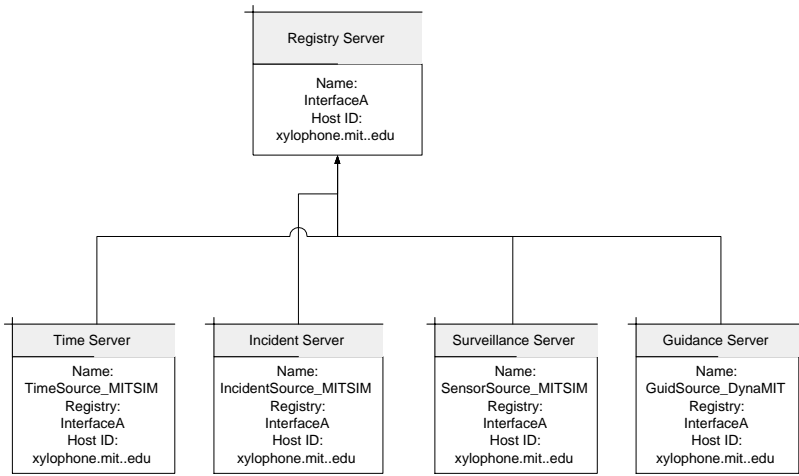 Registry Server
Name:
InterfaceA
Host ID:
xylophone.mit..edu
Time Server
Name:
TimeSource_MITSIM
Registry:
InterfaceA
Host ID:
xylophone.mit..edu
Incident Server
Name:
IncidentSource_MITSIM
Registry:
InterfaceA
Host ID:
xylophone.mit..edu
Surveillance Server
Name:
SensorSource_MITSIM
Registry:
InterfaceA
Host ID:
xylophone.mit..edu
Guidance Server
Name:
GuidSource_DynaMIT
Registry:
InterfaceA
Host ID:
xylophone.mit..edu